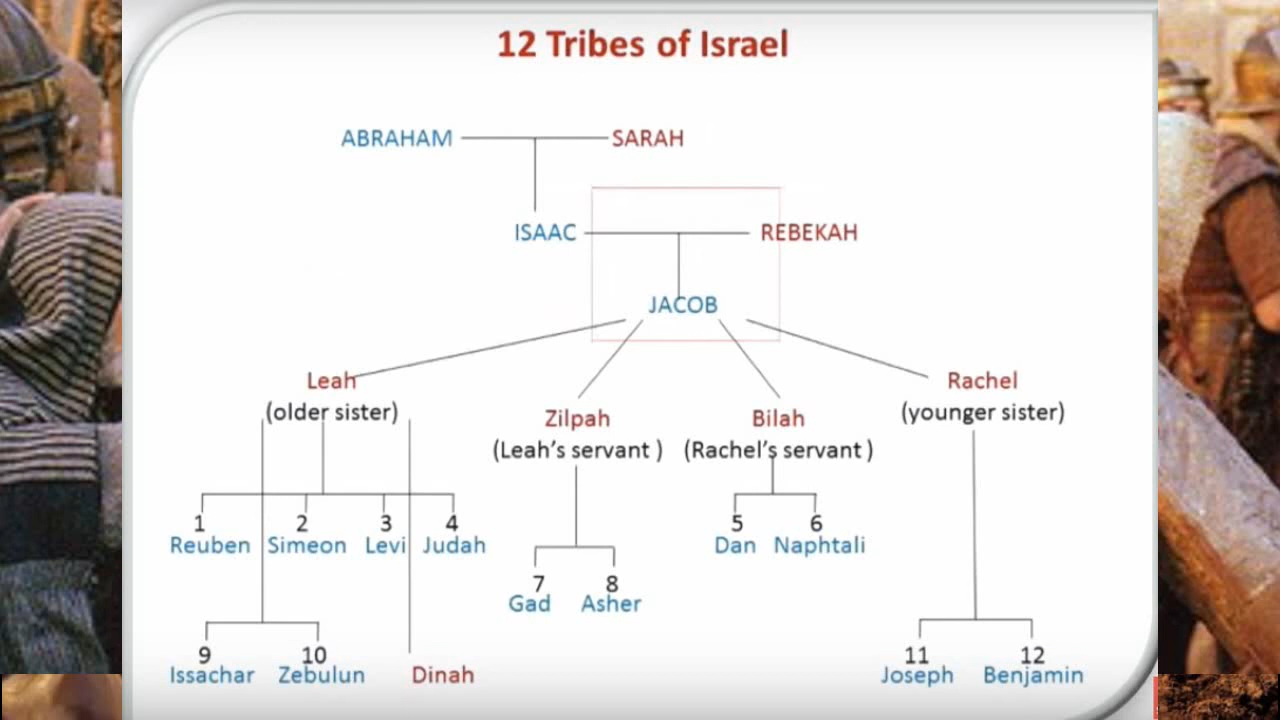 12 Tribes of Israel
ABRAHAM SARAH
ISAAC REBEKAH
JACOB
Leah Rachel
(older sister) (younger sister)
Zilpah Bilah
(Leah's servant ) (Rachel's servant )
1 2 3 4 5 6
Reuben Simeon Levi Judah Dan Naphtali
7 8
Gad Asher
9 10 11 12
Issachar Zebulun Dinah Joseph Benjamin